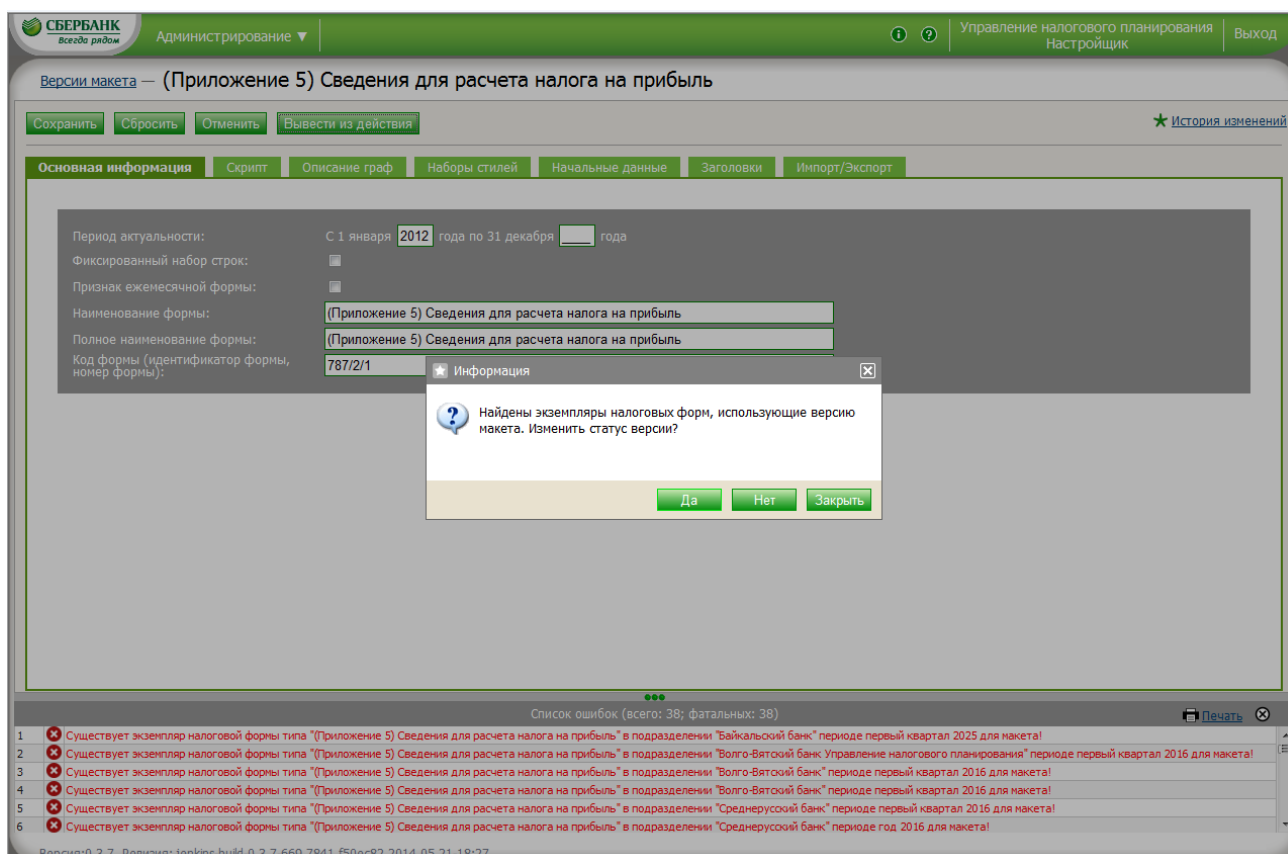 СБЕРБАНК
Всегда рядом
Администрирование ▼
Управление налогового планирования
Настройщик
Выход
Версии макета — (Приложение 5) Сведения для расчета налога на прибыль
Сохранить Сбросить Отменить Вывести из действия
История изменений
Основная информация Скрипт Описание граф Наборы стилей Начальные данные Заголовки Импорт/Экспорт
Период актуальности: С 1 января 2012 года по 31 декабря ____ года
Фиксированный набор строк:
Признак ежемесячной формы:
Наименование формы: (Приложение 5) Сведения для расчета налога на прибыль
Полное наименование формы: (Приложение 5) Сведения для расчета налога на прибыль
Код формы (идентификатор формы,
номер формы): 787/2/1
Информация
Найдены экземпляры налоговых форм, использующие версию
макета. Изменить статус версии?
Да Нет Закрыть
Список ошибок (всего: 38; фатальных: 38)
Печать
1 Существует экземпляр налоговой формы типа "(Приложение 5) Сведения для расчета налога на прибыль" в подразделении "Байкальский банк" периоде первый квартал 2025 для макета!
2 Существует экземпляр налоговой формы типа "(Приложение 5) Сведения для расчета налога на прибыль" в подразделении "Волго-Вятский банк Управление налогового планирования" периоде первый квартал 2016 для макета!
3 Существует экземпляр налоговой формы типа "(Приложение 5) Сведения для расчета налога на прибыль" в подразделении "Волго-Вятский банк" периоде первый квартал 2016 для макета!
4 Существует экземпляр налоговой формы типа "(Приложение 5) Сведения для расчета налога на прибыль" в подразделении "Волго-Вятский банк" периоде первый квартал 2016 для макета!
5 Существует экземпляр налоговой формы типа "(Приложение 5) Сведения для расчета налога на прибыль" в подразделении "Среднерусский банк" периоде первый квартал 2016 для макета!
6 Существует экземпляр налоговой формы типа "(Приложение 5) Сведения для расчета налога на прибыль" в подразделении "Среднерусский банк" периоде год 2016 для макета!
Версия:0.3.7 Ревизия: jenkins-build-0.3.7-669